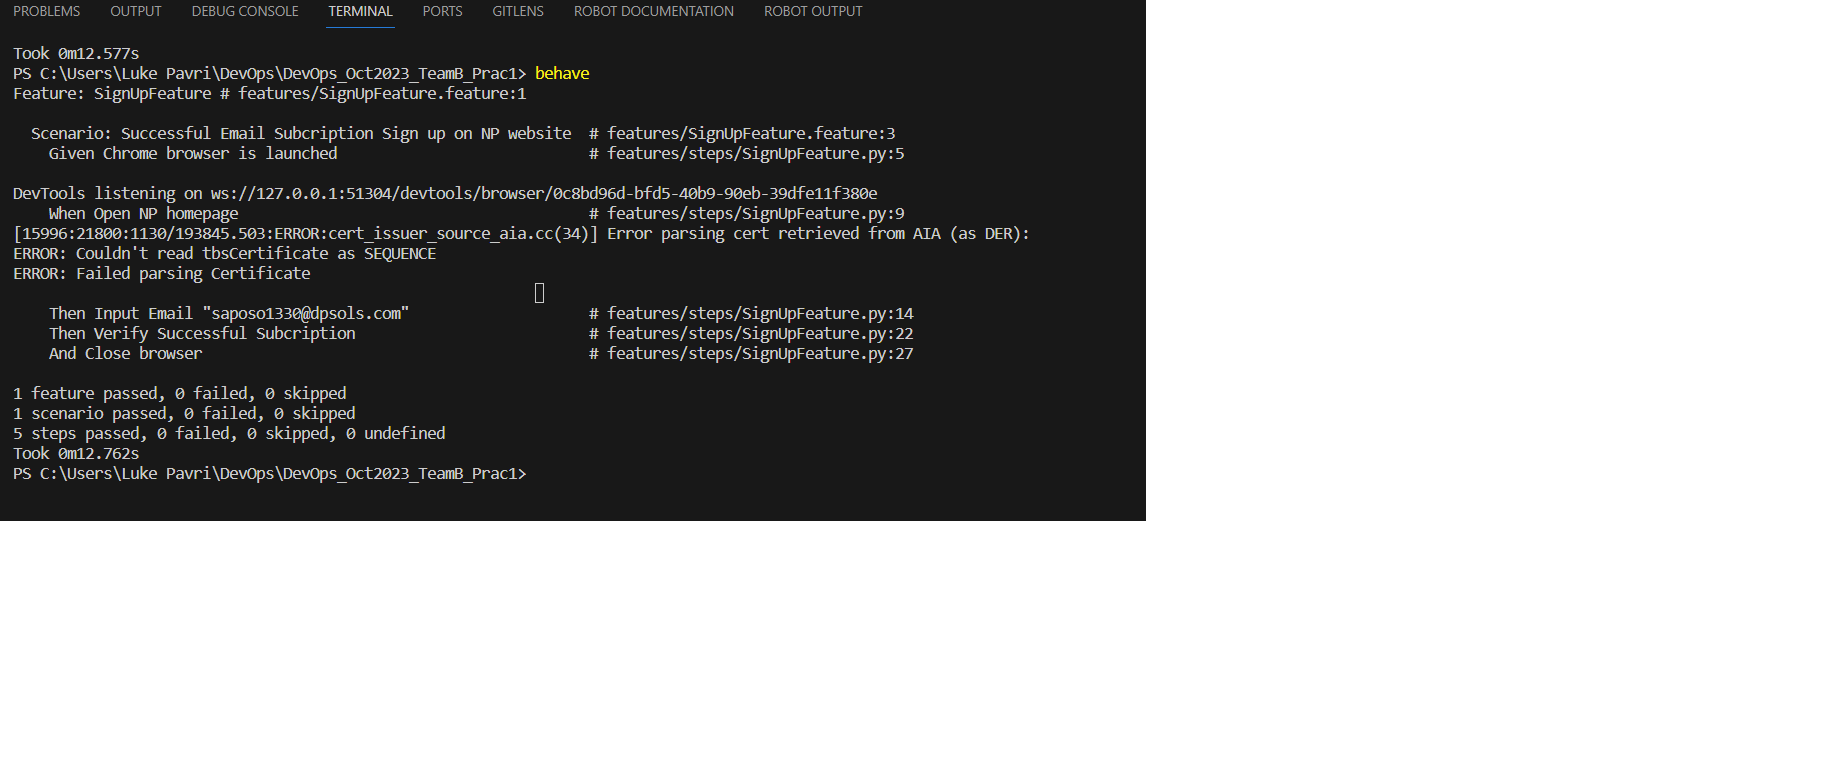 PROBLEMS OUTPUT DEBUG CONSOLE TERMINAL PORTS GITLENS ROBOT DOCUMENTATION ROBOT OUTPUT
Took 0m12.577s
PS C:\Users\Luke Pavri\DevOps\DevOps_Oct2023_TeamB_Prac1> behave
Feature: SignUpFeature # features/SignUpFeature.feature:1
Scenario: Successful Email Subcription Sign up on NP website # features/SignUpFeature.feature:3
Given Chrome browser is launched # features/steps/SignUpFeature.py:5
DevTools listening on ws://127.0.0.1:51304/devtools/browser/0c8bd96d-bfd5-40b9-90eb-39dfe11f380e
When Open NP homepage # features/steps/SignUpFeature.py:9
[15996:21800:1130/193845.503:ERROR:cert_issuer_source_aia.cc(34)] Error parsing cert retrieved from AIA (as DER):
ERROR: Couldn't read tbsCertificate as SEQUENCE
ERROR: Failed parsing Certificate
Then Input Email "saposo1330@dpsols.com" # features/steps/SignUpFeature.py:14
Then Verify Successful Subcription # features/steps/SignUpFeature.py:22
And Close browser # features/steps/SignUpFeature.py:27
1 feature passed, 0 failed, 0 skipped
1 scenario passed, 0 failed, 0 skipped
5 steps passed, 0 failed, 0 skipped, 0 undefined
Took 0m12.762s
PS C:\Users\Luke Pavri\DevOps\DevOps_Oct2023_TeamB_Prac1>